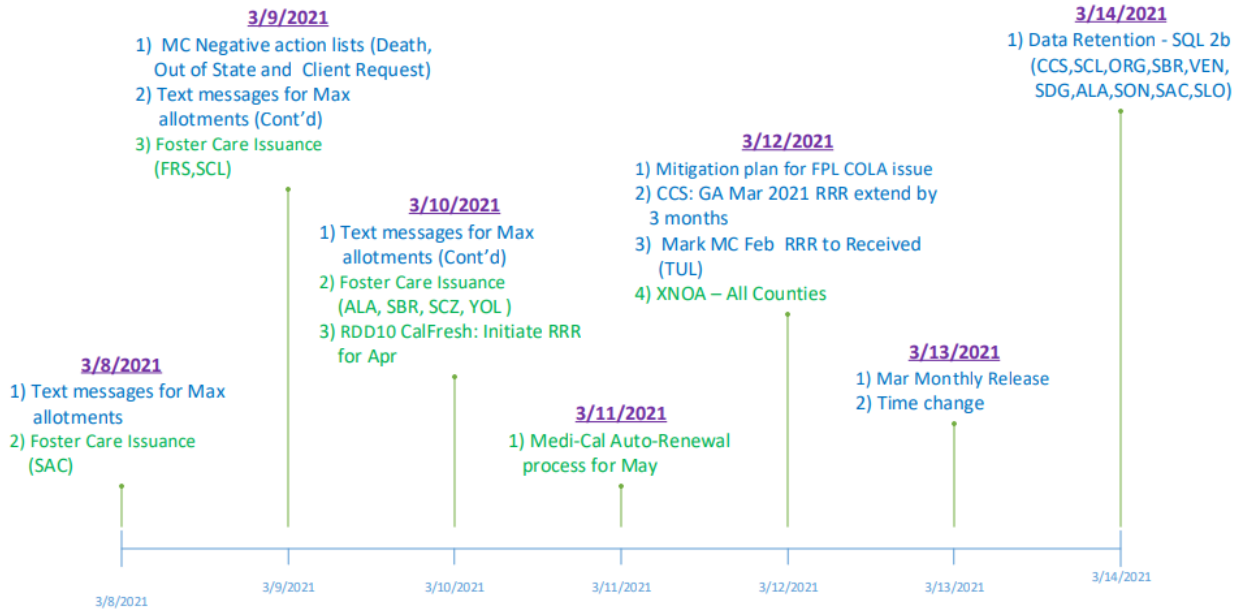 3/9/2021
1) MC Negative action lists (Death,
Out of State and Client Request)
2) Text messages for Max
allotments (Cont'd)
3) Foster Care Issuance
(FRS,SCL)
3/14/2021
1) Data Retention - SQL 2b
(CCS,SCL,ORG,SBR,VEN,
SDG,ALA,SON,SAC,SLO)
3/12/2021
1) Mitigation plan for FPL COLA issue
2) CCS: GA Mar 2021 RRR extend by
3 months
3) Mark MC Feb RRR to Received
(TUL)
4) XNOA – All Counties
3/10/2021
1) Text messages for Max
allotments (Cont'd)
2) Foster Care Issuance
(ALA, SBR, SCZ, YOL )
3) RDD10 CalFresh: Initiate RRR
for Apr
3/8/2021
1) Text messages for Max
allotments
2) Foster Care Issuance
(SAC)
3/11/2021
1) Medi-Cal Auto-Renewal
process for May
3/13/2021
1) Mar Monthly Release
2) Time change
3/8/2021
3/9/2021
3/10/2021
3/11/2021
3/12/2021
3/13/2021
3/14/2021